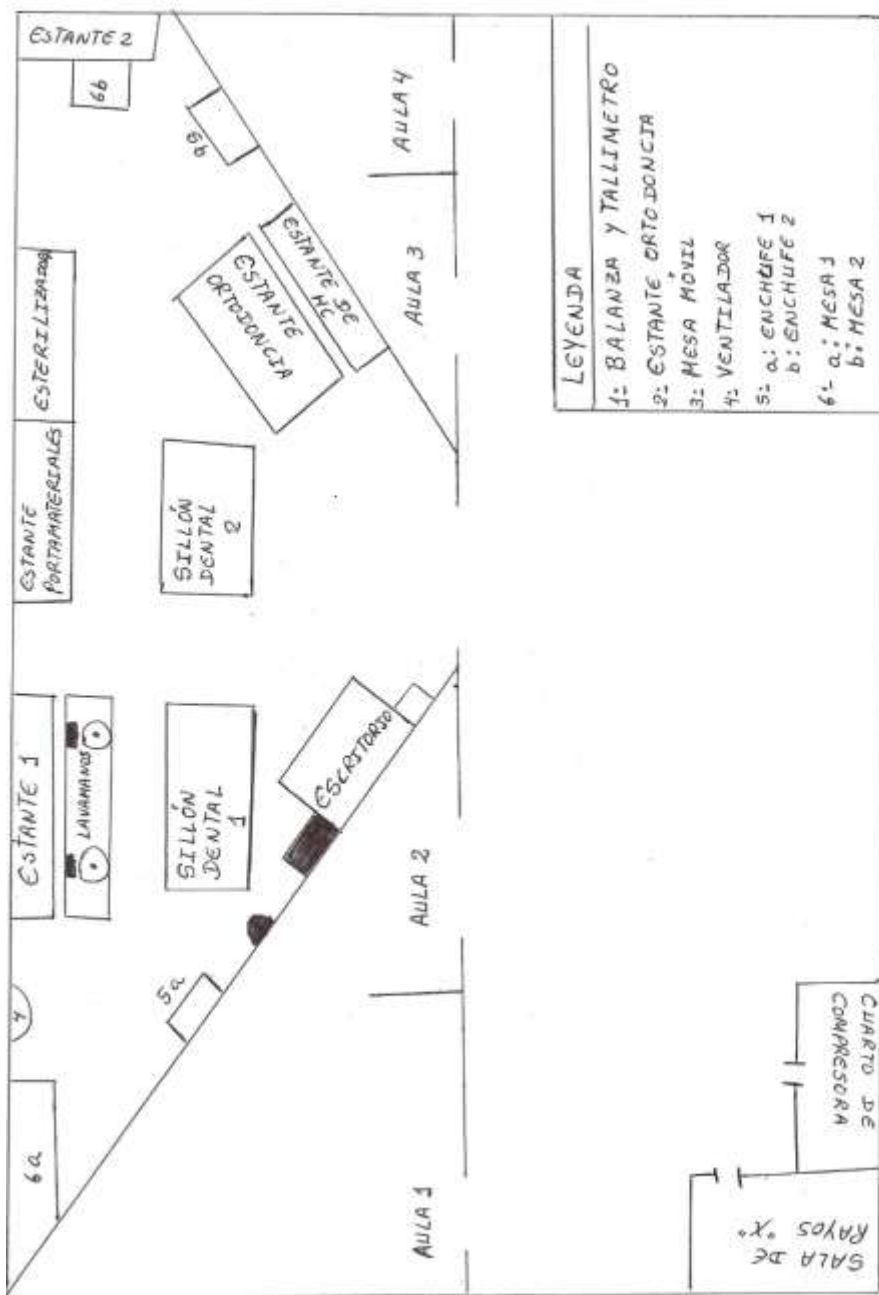 6a
4
ESTANTE 1
LAVAMANOS
ESTANTE
PORTAMATERIALES
ESTERILIZADOR
6b
ESTANTE 2
5a
SILLÓN
DENTAL
1
SILLÓN
DENTAL
2
5b
ESCRITORIO
ESTANTE
ORTODONCIA
ESTANTE DE
HC
AULA 1
AULA 2
AULA 3
AULA 4
SALA DE
RAYOS "X"
CUARTO DE
COMPRESORA
LEYENDA
1: BALANZA Y TALLIMETRO
2: ESTANTE ORTODONCIA
3: MESA MÓVIL
4: VENTILADOR
5: a: ENCHUFE 1
b: ENCHUFE 2
6: a: MESA 1
b: MESA 2